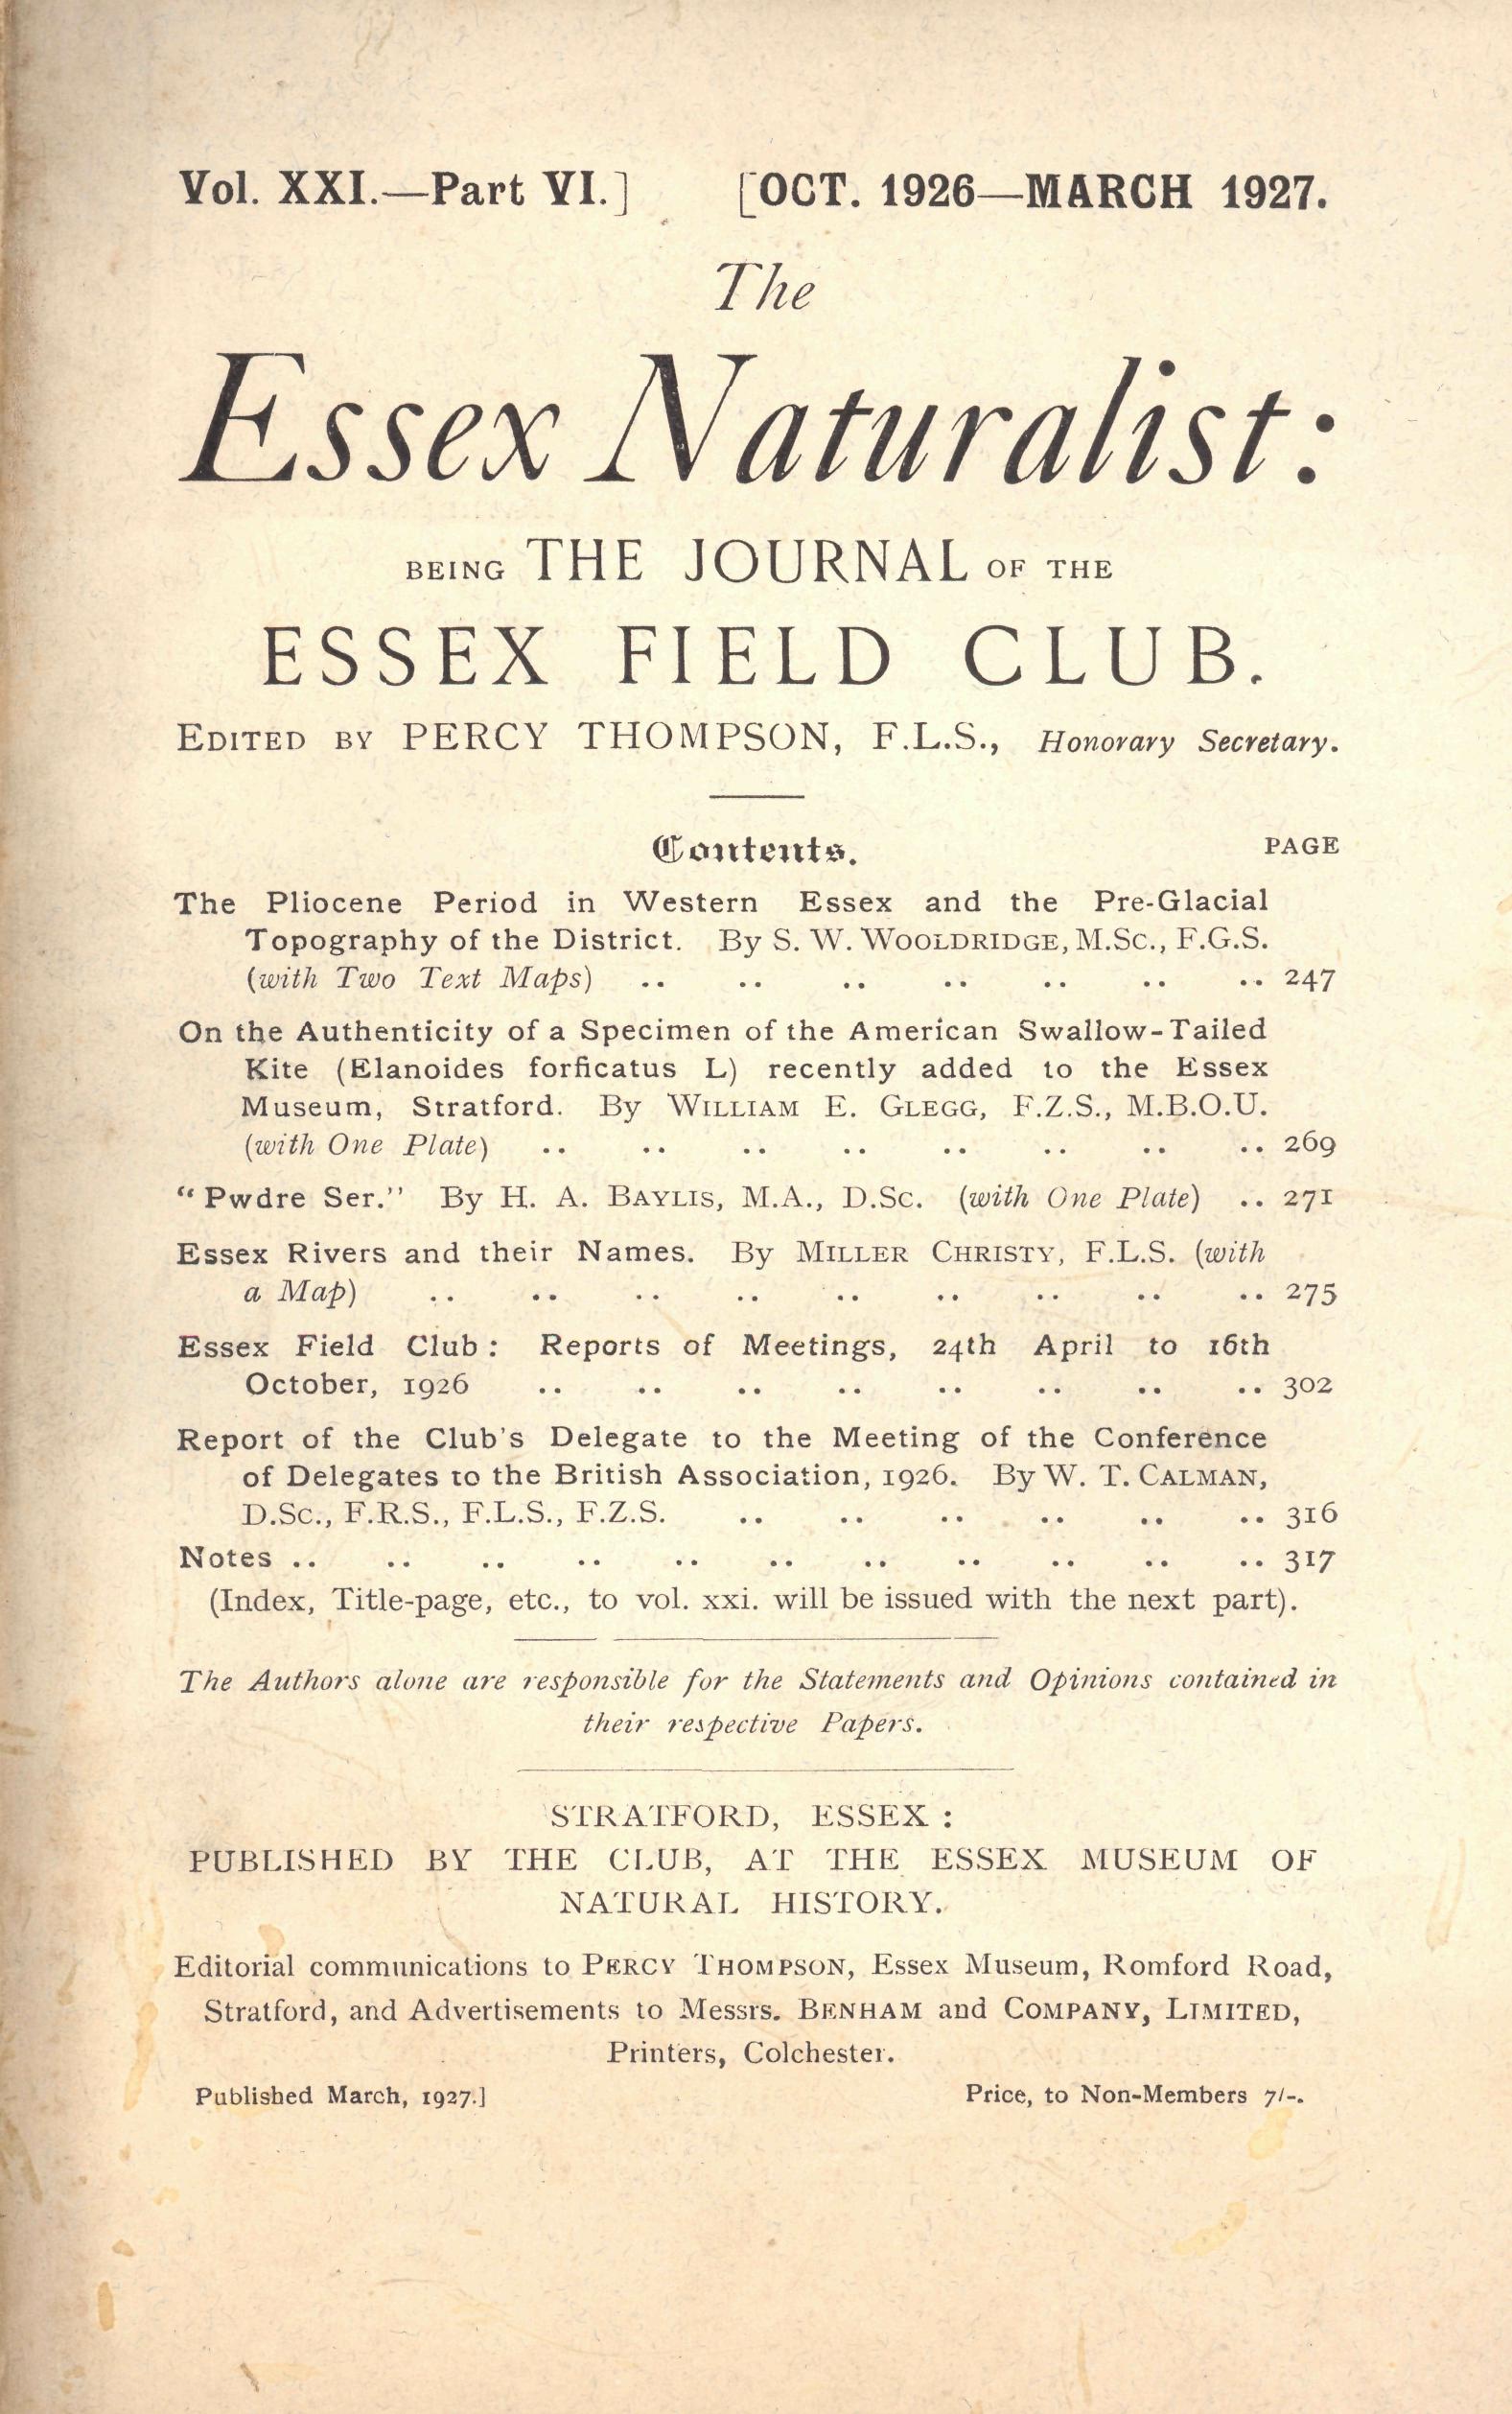 Vol. XXI.—Part VI.] [OCT. 1926—MARCH 1927.
The
Essex Naturalist:
BEING THE JOURNAL OF THE
ESSEX FIELD CLUB.
EDITED BY PERCY THOMPSON, F.L.S., Honorary Secretary.
Contents. PAGE
The Pliocene Period in Western Essex and the Pre-Glacial
Topography of the District. By S. W. WOOLDRIDGE, M.Sc., F.G.S.
(with Two Text Maps) .. .. .. .. .. .. .. 247
On the Authenticity of a Specimen of the American Swallow-Tailed
Kite (Elanoides forficatus L) recently added to the Essex
Museum, Stratford. By WILLIAM E. GLEGG, F.Z.S., M.B.O.U.
(with One Plate) .. .. .. .. .. .. .. .. 269
"Pwdre Ser." By H. A. BAYLIS, M.A., D.Sc. (with One Plate) .. 271
Essex Rivers and their Names. By MILLER CHRISTY, F.L.S. (with
a Map) .. .. .. .. .. .. .. .. .. 275
Essex Field Club: Reports of Meetings, 24th April to 16th
October, 1926 .. .. .. .. .. .. .. .. 302
Report of the Club's Delegate to the Meeting of the Conference
of Delegates to the British Association, 1926. By W. T. CALMAN,
D.Sc., F.R.S., F.L.S., F.Z.S. .. .. .. .. .. .. 316
Notes .. .. .. .. .. .. .. .. .. .. .. 317
(Index, Title-page, etc., to vol. xxi. will be issued with the next part).
The Authors alone are responsible for the Statements and Opinions contained in
their respective Papers.
STRATFORD, ESSEX:
PUBLISHED BY THE CLUB, AT THE ESSEX MUSEUM OF
NATURAL HISTORY.
Editorial communications to PERCY THOMPSON, Essex Museum, Romford Road,
Stratford, and Advertisements to Messrs. BENHAM and COMPANY, LIMITED,
Printers, Colchester.
Published March, 1927.] Price, to Non-Members 7/-.